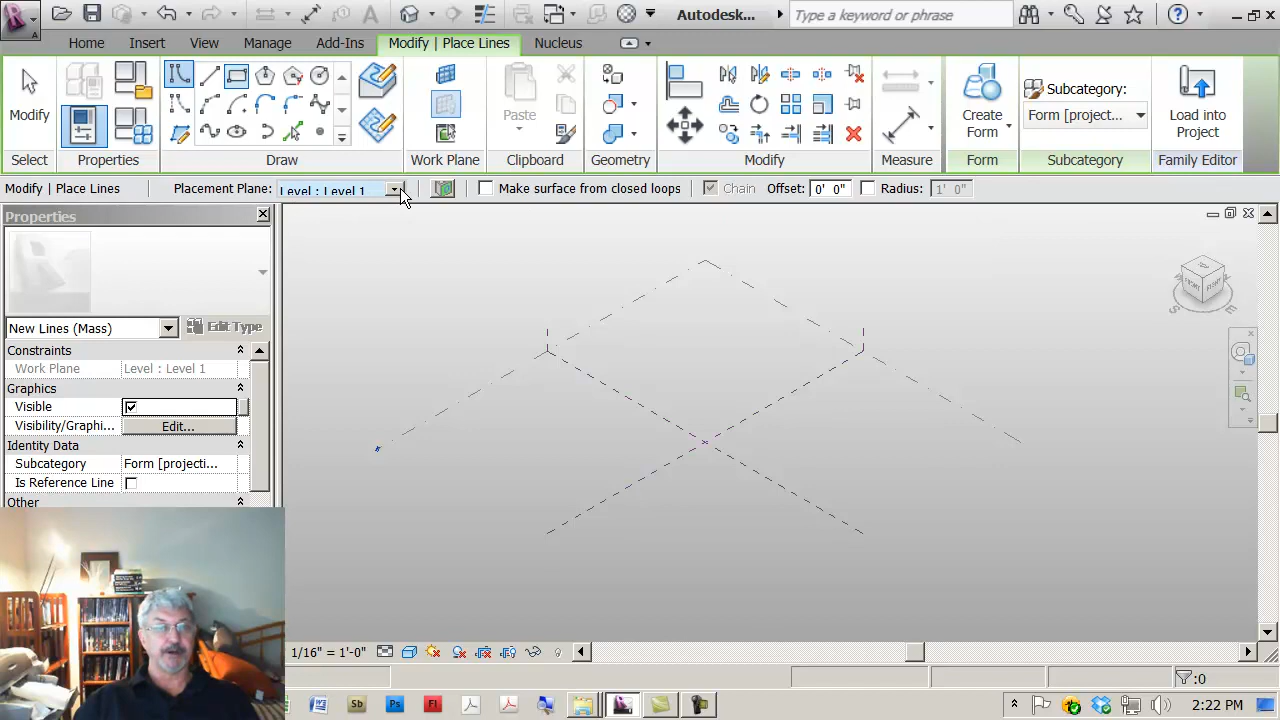 Autodesk...
Type a keyword or phrase
Home Insert View Manage Add-Ins Modify | Place Lines Nucleus
Modify
Paste
Create
Form
Subcategory:
Form [project...
Load into
Project
Select Properties Draw Work Plane Clipboard Geometry Modify Measure Form Subcategory Family Editor
Modify | Place Lines Placement Plane: Level : Level 1 Make surface from closed loops Chain Offset: 0' 0" Radius: 1' 0"
Properties
New Lines (Mass) Edit Type
Constraints
Work Plane Level : Level 1
Graphics
Visible
Visibility/Graphi... Edit...
Identity Data
Subcategory Form [projecti...
Is Reference Line
Other
1/16" = 1'-0"
:0
Sb Ps Fl 2:22 PM